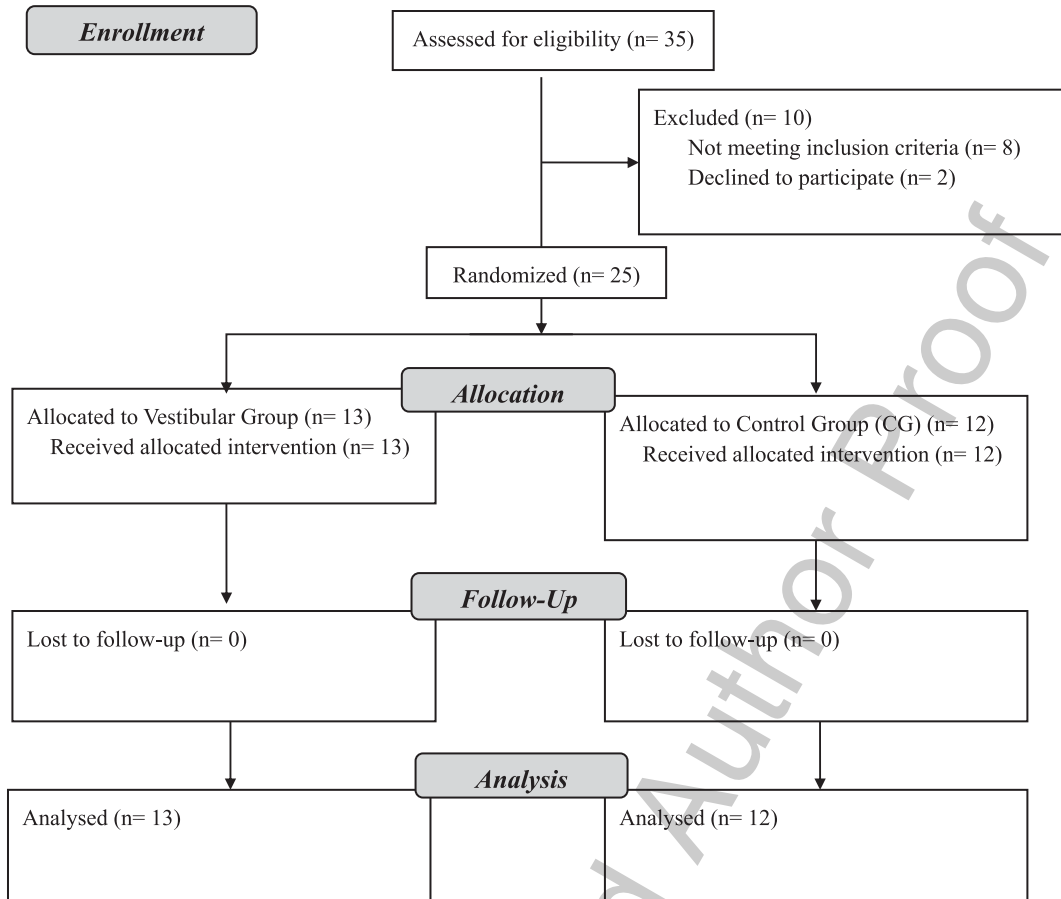 Enrollment
Assessed for eligibility (n= 35)
Excluded (n= 10)
Not meeting inclusion criteria (n= 8)
Declined to participate (n= 2)
Randomized (n= 25)
Allocation
Allocated to Vestibular Group (n= 13)
Received allocated intervention (n= 13)
Allocated to Control Group (CG) (n= 12)
Received allocated intervention (n= 12)
Follow-Up
Lost to follow-up (n= 0)
Lost to follow-up (n= 0)
Analysis
Analysed (n= 13)
Analysed (n= 12)
d Author Proof